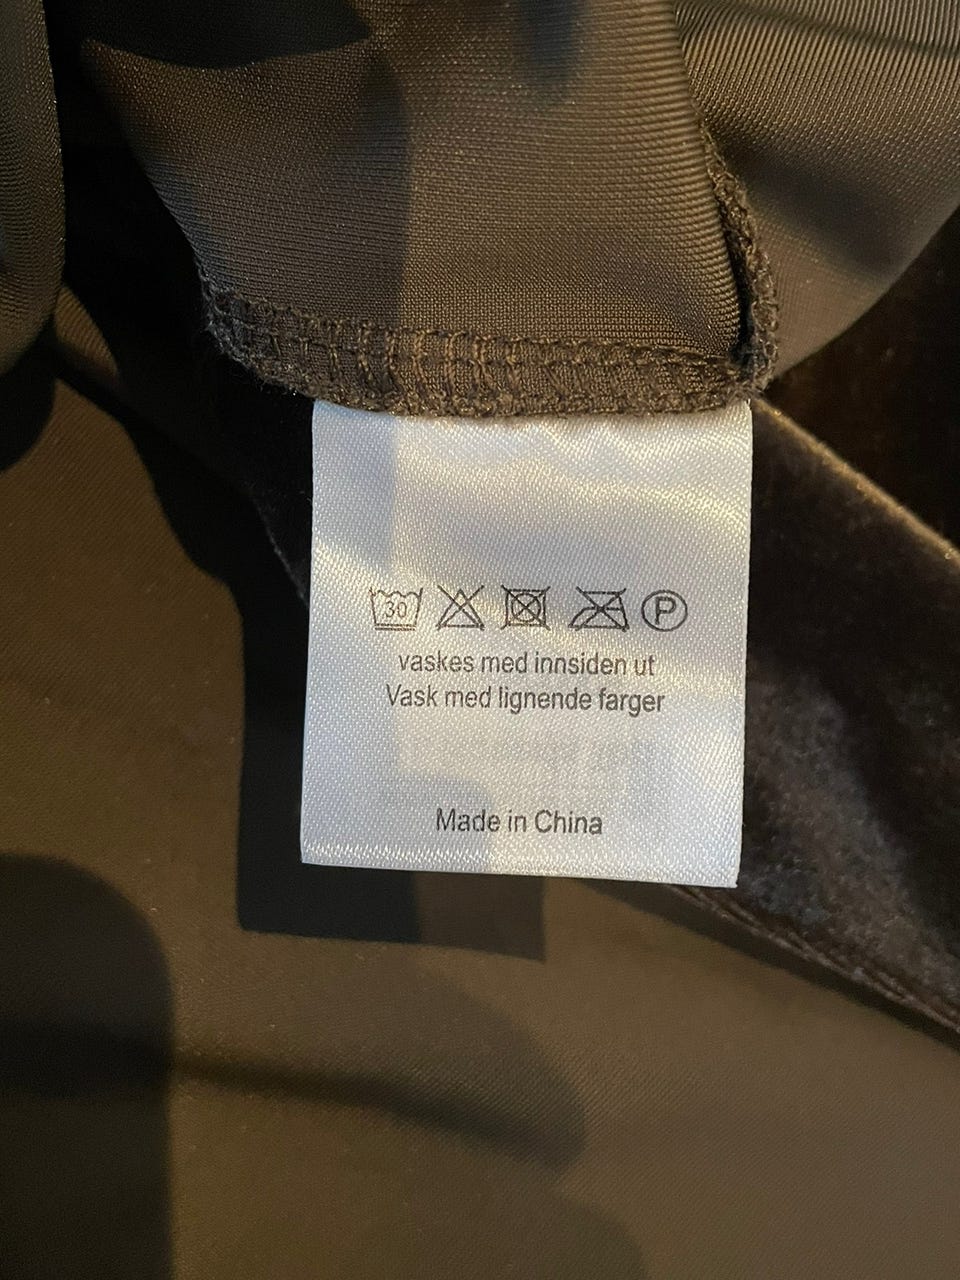 30 P
vaskes med innsiden ut
Vask med lignende farger
Made in China